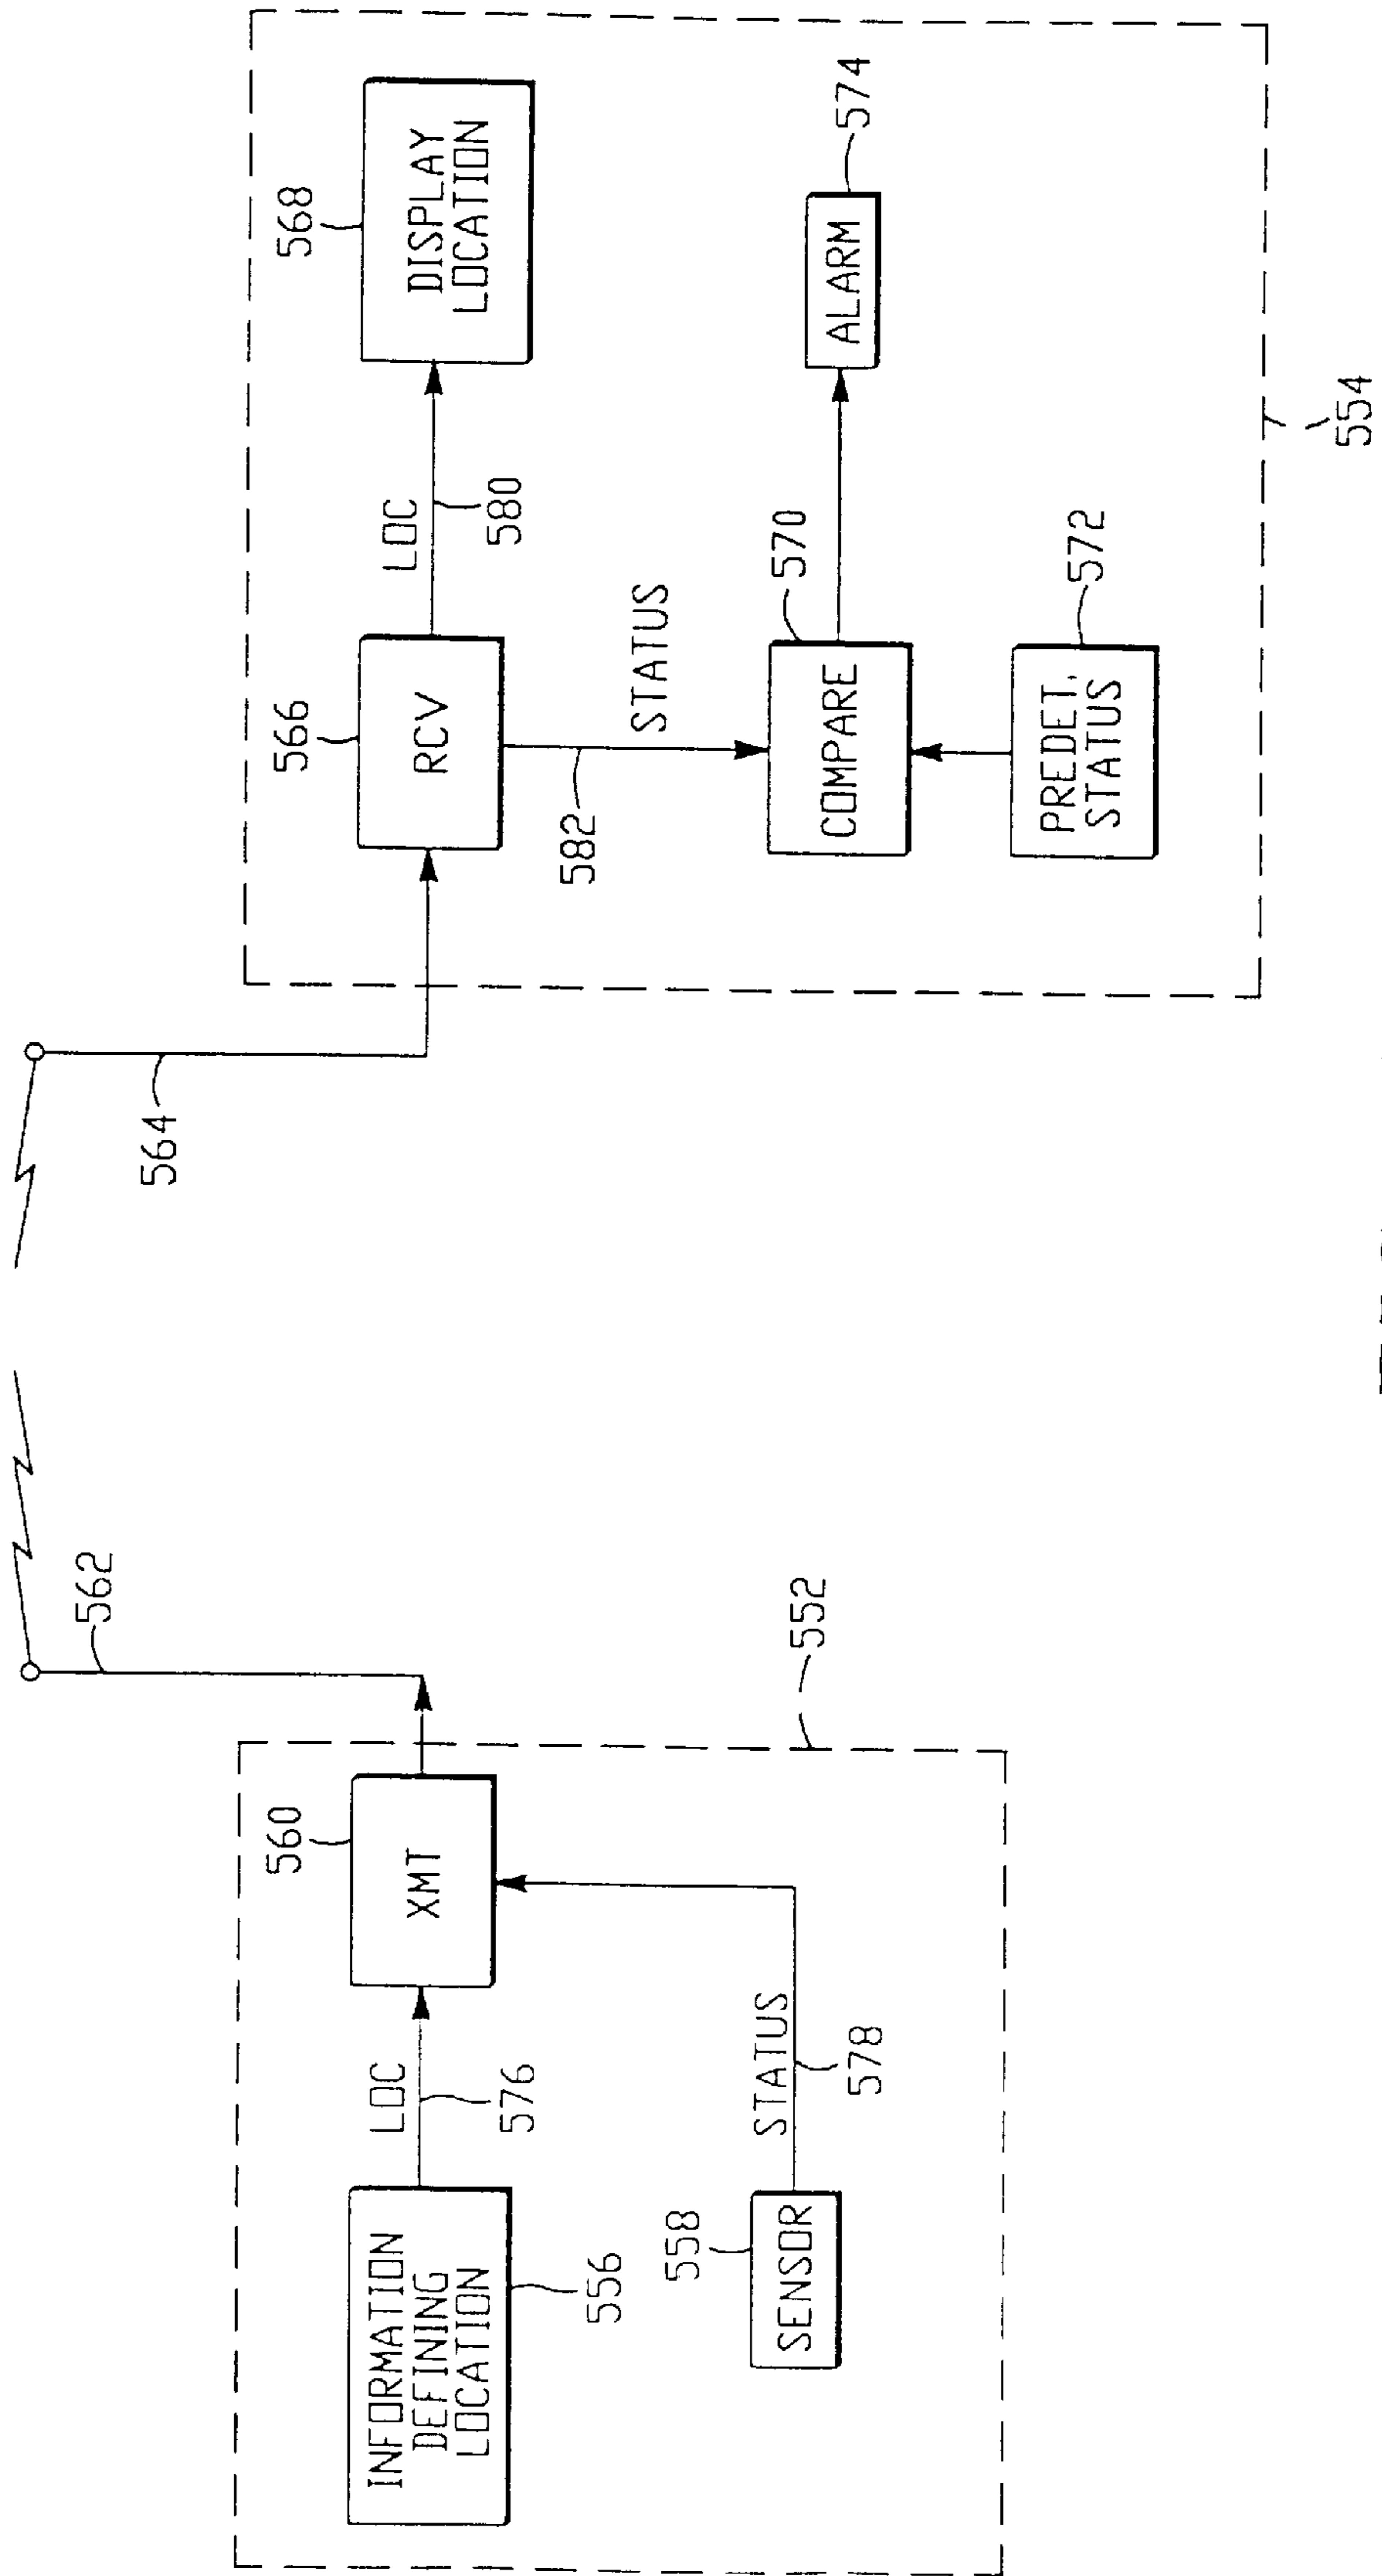 562
564
560
XMT
INFORMATION
DEFINING
LOCATION
LOC
576
556
558
SENSOR
STATUS
578
552
566
RCV
LOC
580
568
DISPLAY
LOCATION
582
STATUS
570
COMPARE
574
ALARM
572
PREDET.
STATUS
554